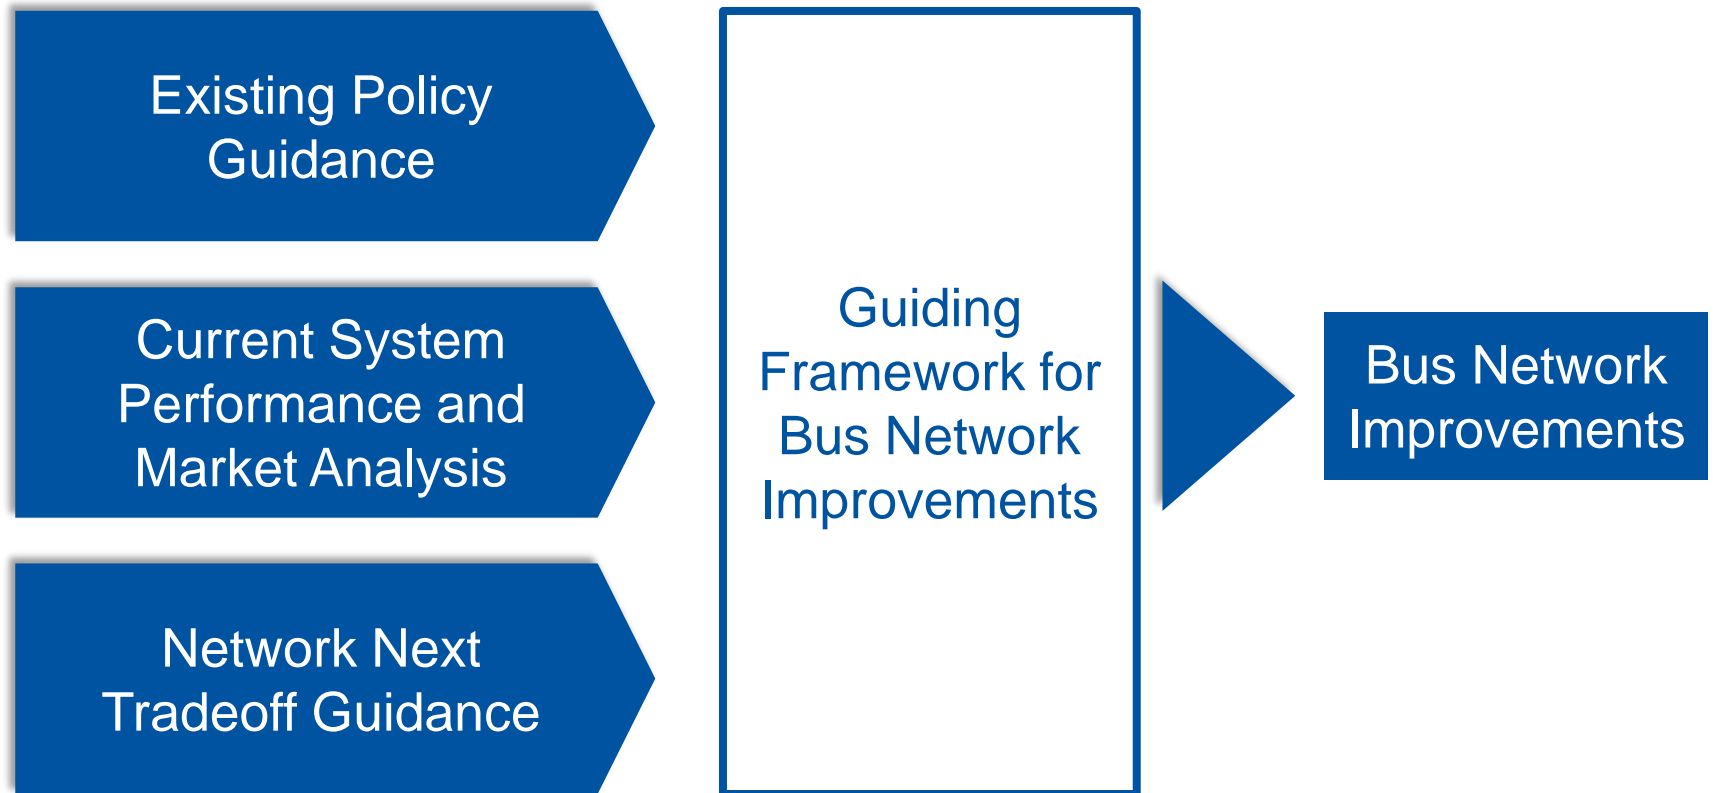 Existing Policy
Guidance
Current System
Performance and
Market Analysis
Network Next
Tradeoff Guidance
Guiding
Framework for
Bus Network
Improvements
Bus Network
Improvements